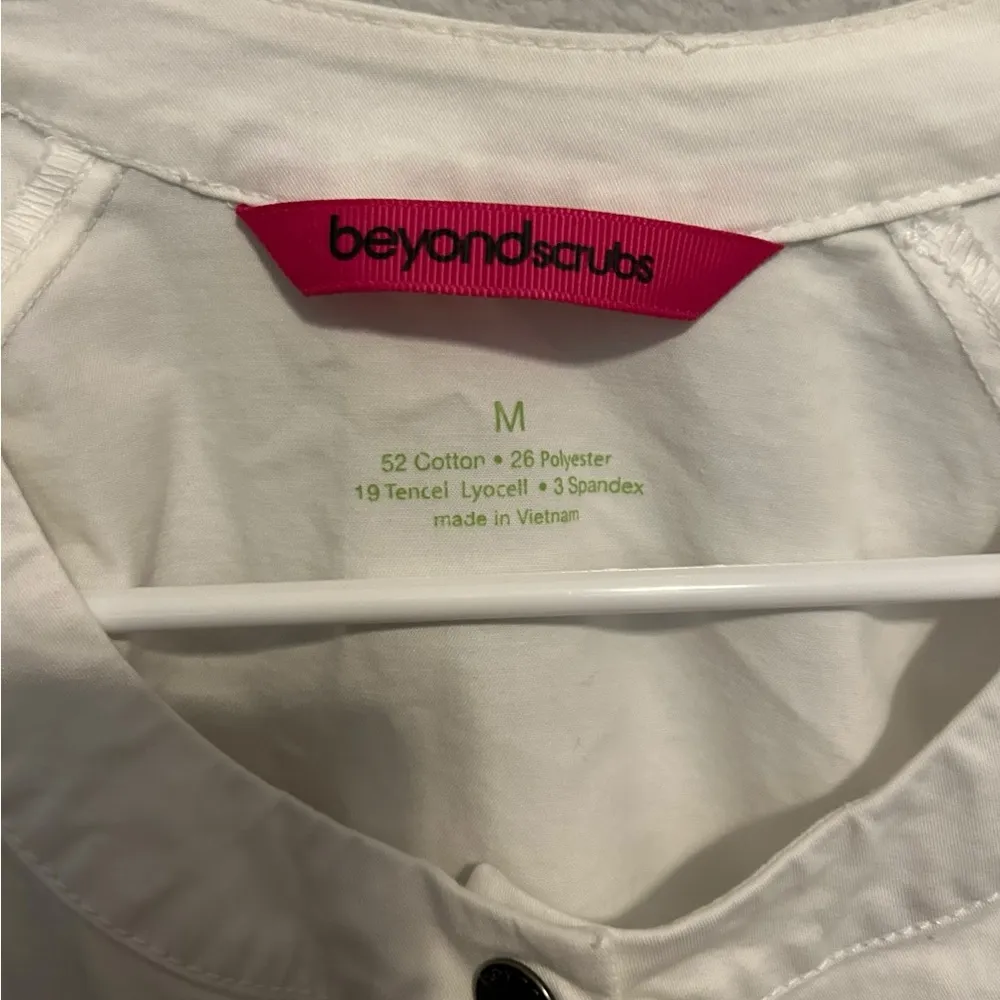 beyondscrubs
M
52 Cotton • 26 Polyester
19 Tencel Lyocell • 3 Spandex
made in Vietnam